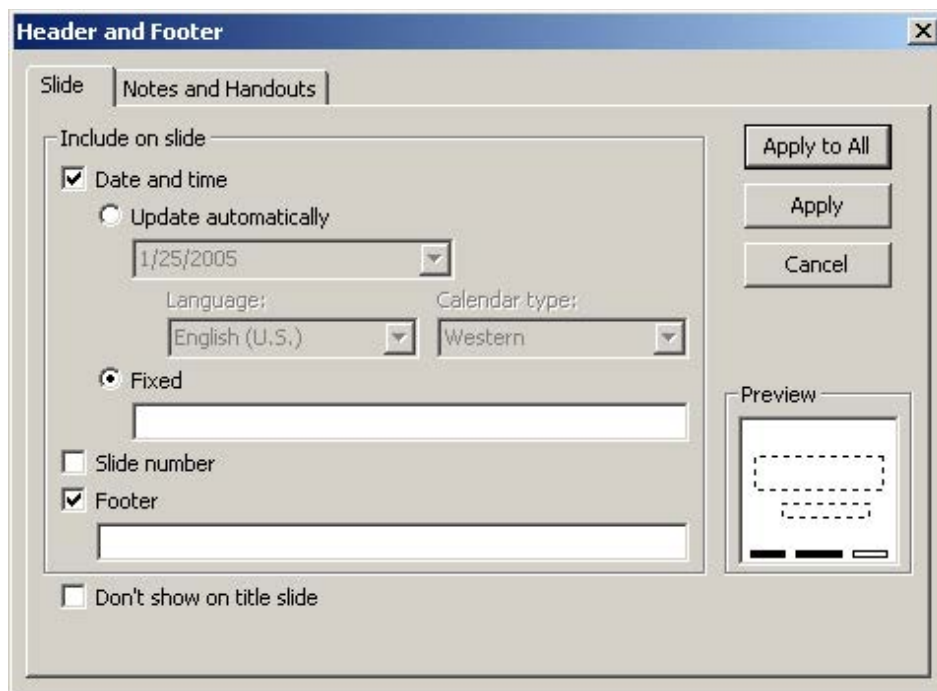 Header and Footer
Slide
Notes and Handouts
Include on slide
Date and time
Update automatically
1/25/2005
Language:
Calendar type:
English (U.S.)
Western
Fixed
Slide number
Footer
Don't show on title slide
Apply to All
Apply
Cancel
Preview